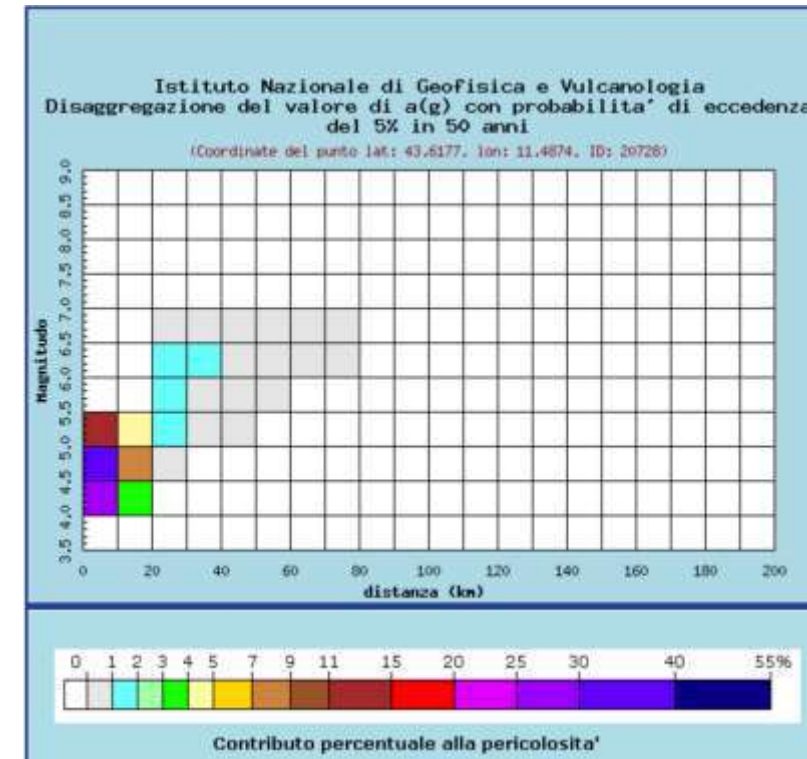 Istituto Nazionale di Geofisica e Vulcanologia
Disaggregazione del valore di a(g) con probabilita' di eccedenza
del 5% in 50 anni
(Coordinate del punto lat: 43.6177, lon: 11.4874, ID: 20728)
Magnitudo
9.0
8.5
8.0
7.5
7.0
6.5
6.0
5.5
5.0
4.5
4.0
3.5
0 20 40 60 80 100 120 140 160 180 200
distanza (km)
0 1 2 3 4 5 7 9 11 15 20 25 30 40 55%
Contributo percentuale alla pericolosita'